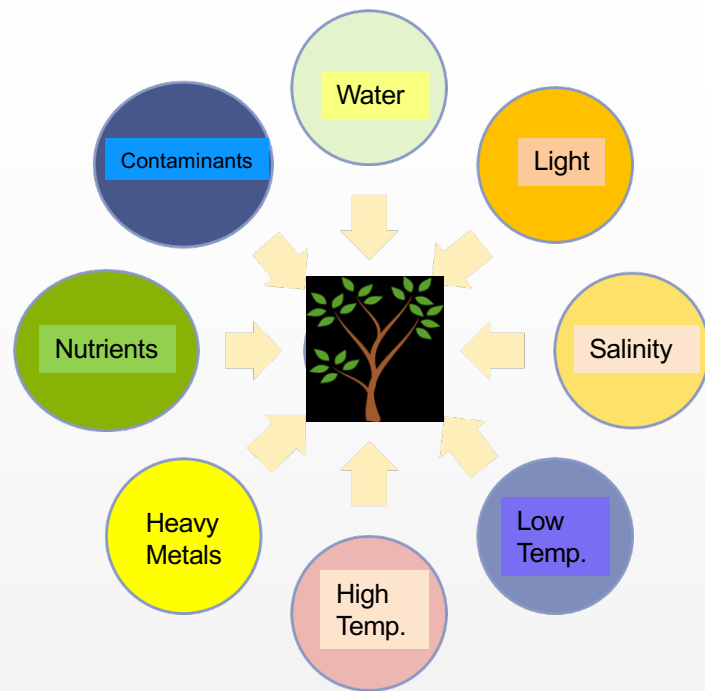 Water
Contaminants
Light
Nutrients
Salinity
Heavy
Metals
Low
Temp.
High
Temp.